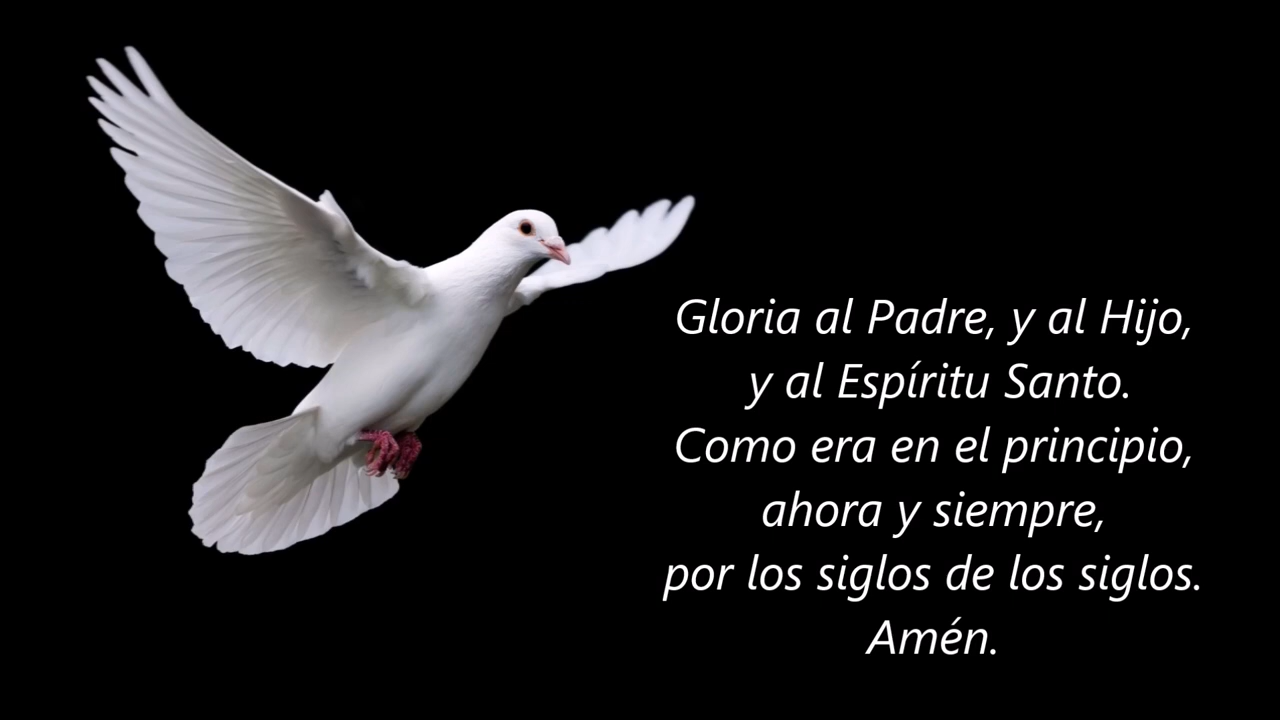 Gloria al Padre, y al Hijo,
y al Espíritu Santo.
Como era en el principio,
ahora y siempre,
por los siglos de los siglos.
Amén.